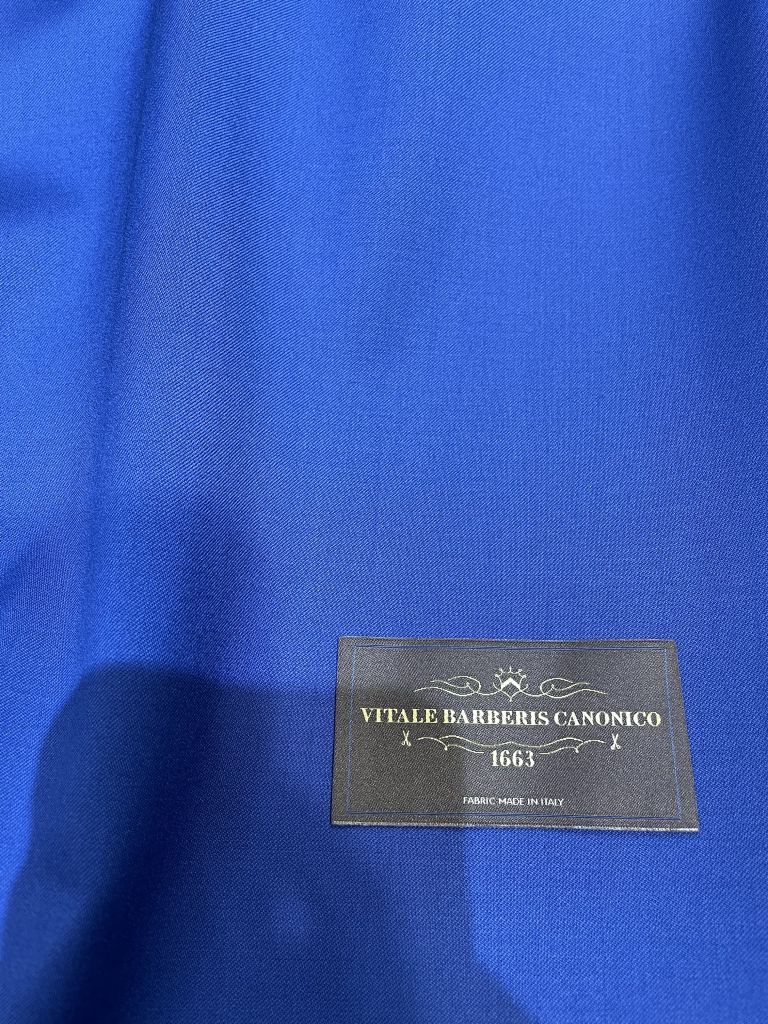 VITALE BARBERIS CANONICO
1663
FABRIC MADE IN ITALY